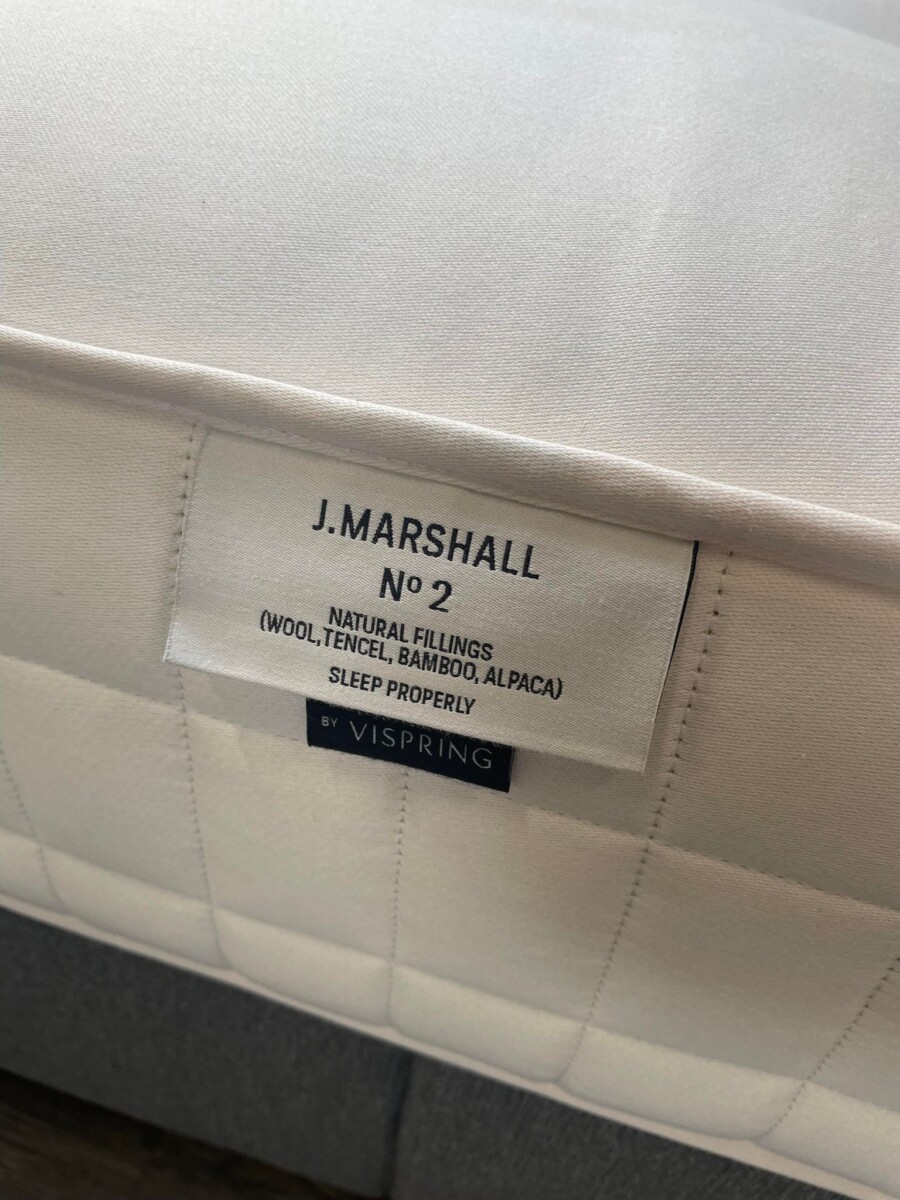 J.MARSHALL
Nº 2
NATURAL FILLINGS
(WOOL,TENCEL, BAMBOO, ALPACA)
SLEEP PROPERLY
BY VISPRING